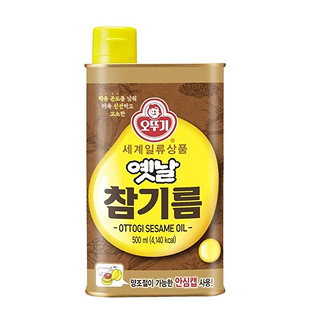 볶음 온도를 낮춰
더욱 신선하고
고소한
오뚜기®
세계일류상품
옛날
참기름
- OTTOGI SESAME OIL -
500 ml (4,140 kcal)
양조절이 가능한 안심캡 사용!